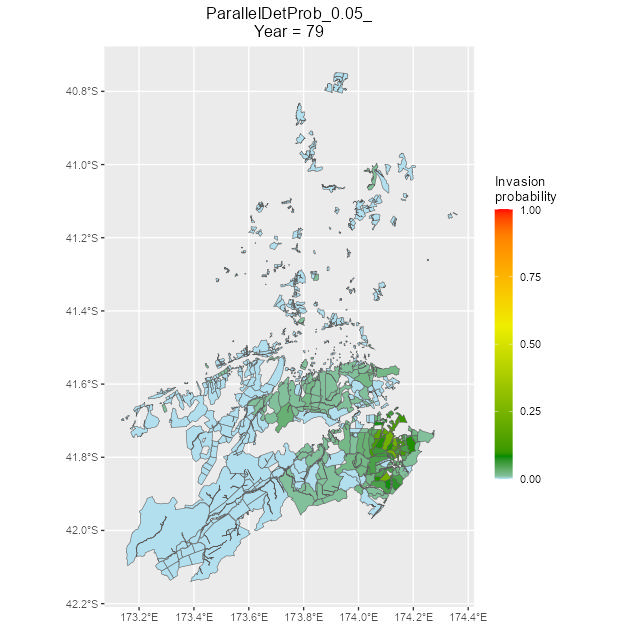 ParallelDetProb_0.05_
Year = 79
40.8°S
41.0°S
41.2°S
41.4°S
41.6°S
41.8°S
42.0°S
42.2°S
173.2°E 173.4°E 173.6°E 173.8°E 174.0°E 174.2°E 174.4°E
Invasion
probability
1.00
0.75
0.50
0.25
0.00